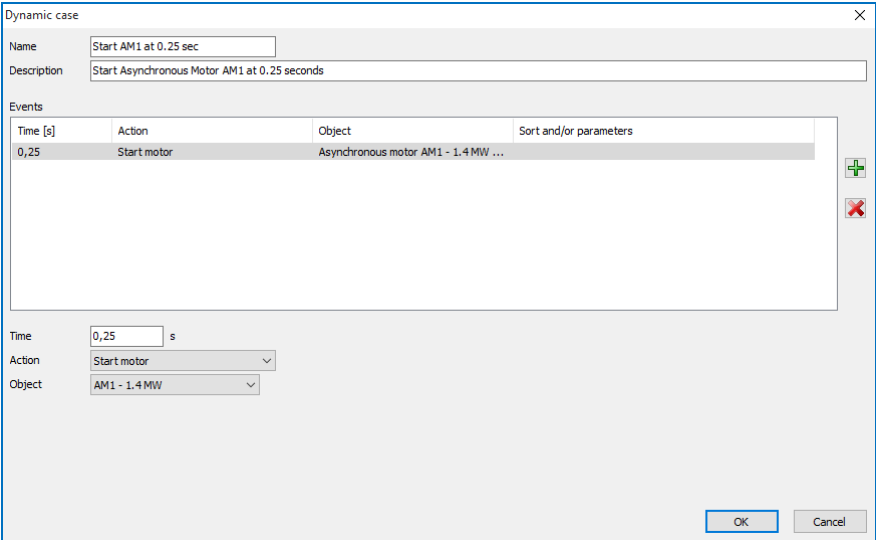 Dynamic case
Name Start AM1 at 0.25 sec
Description Start Asynchronous Motor AM1 at 0.25 seconds
Events
Time [s] Action Object Sort and/or parameters
0,25 Start motor Asynchronous motor AM1 - 1.4 MW ...
Time 0,25 s
Action Start motor
Object AM1 - 1.4 MW
OK Cancel